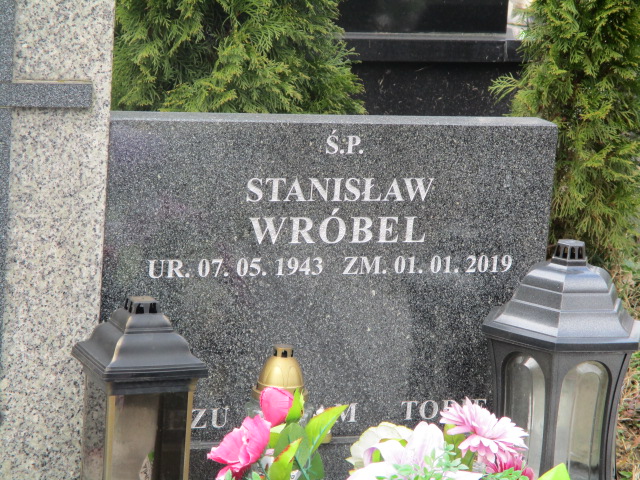 Ś.P.
STANISŁAW
WRÓBEL
UR. 07. 05. 1943 ZM. 01. 01. 2019